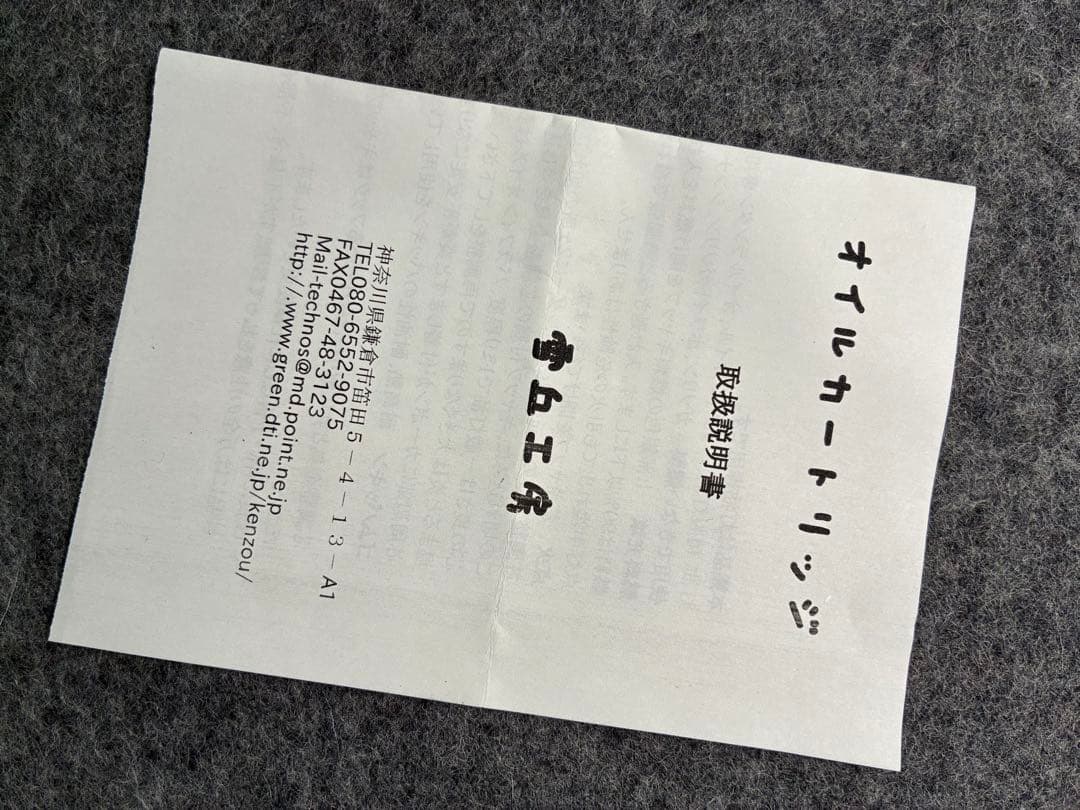 オイルカートリッジ
取扱説明書
雪丘工房
神奈川県鎌倉市笛田５－４－１３－A1
TEL080-6552-9075
FAX0467-48-3123
Mail-technos@md.point.ne.jp
http://.www.green.dti.ne.jp/kenzou/